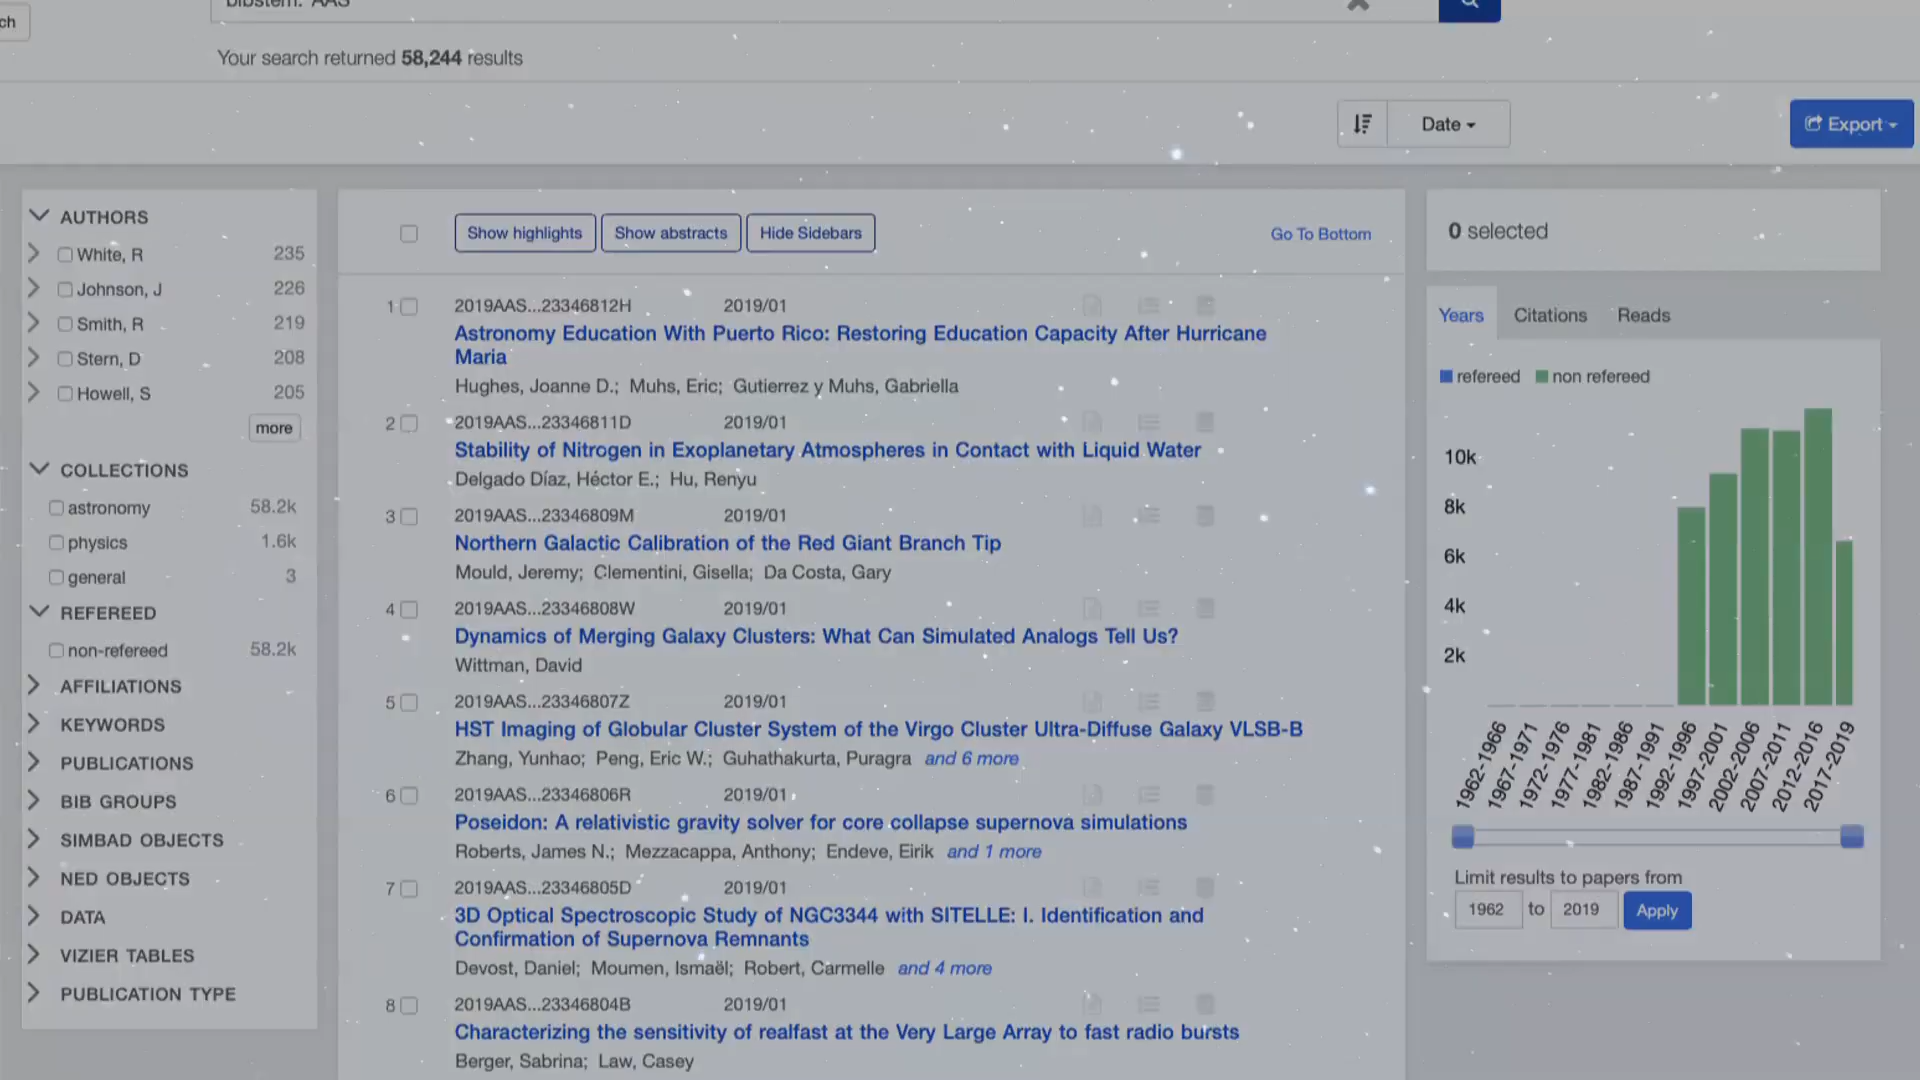 bibstem: "AAS"
ch
Your search returned 58,244 results
Date
Export
AUTHORS
White, R 235
Johnson, J 226
Smith, R 219
Stern, D 208
Howell, S 205
more
COLLECTIONS
astronomy 58.2k
physics 1.6k
general 3
REFEREED
non-refereed 58.2k
AFFILIATIONS
KEYWORDS
PUBLICATIONS
BIB GROUPS
SIMBAD OBJECTS
NED OBJECTS
DATA
VIZIER TABLES
PUBLICATION TYPE
Show highlights Show abstracts Hide Sidebars Go To Bottom
1 2019AAS...23346812H 2019/01
Astronomy Education With Puerto Rico: Restoring Education Capacity After Hurricane
Maria
Hughes, Joanne D.; Muhs, Eric; Gutierrez y Muhs, Gabriella
2 2019AAS...23346811D 2019/01
Stability of Nitrogen in Exoplanetary Atmospheres in Contact with Liquid Water
Delgado Díaz, Héctor E.; Hu, Renyu
3 2019AAS...23346809M 2019/01
Northern Galactic Calibration of the Red Giant Branch Tip
Mould, Jeremy; Clementini, Gisella; Da Costa, Gary
4 2019AAS...23346808W 2019/01
Dynamics of Merging Galaxy Clusters: What Can Simulated Analogs Tell Us?
Wittman, David
5 2019AAS...23346807Z 2019/01
HST Imaging of Globular Cluster System of the Virgo Cluster Ultra-Diffuse Galaxy VLSB-B
Zhang, Yunhao; Peng, Eric W.; Guhathakurta, Puragra and 6 more
6 2019AAS...23346806R 2019/01
Poseidon: A relativistic gravity solver for core collapse supernova simulations
Roberts, James N.; Mezzacappa, Anthony; Endeve, Eirik and 1 more
7 2019AAS...23346805D 2019/01
3D Optical Spectroscopic Study of NGC3344 with SITELLE: I. Identification and
Confirmation of Supernova Remnants
Devost, Daniel; Moumen, Ismaël; Robert, Carmelle and 4 more
8 2019AAS...23346804B 2019/01
Characterizing the sensitivity of realfast at the Very Large Array to fast radio bursts
Berger, Sabrina; Law, Casey
0 selected
Years Citations Reads
refereed non refereed
10k
8k
6k
4k
2k
1962-1966
1967-1971
1972-1976
1977-1981
1982-1986
1987-1991
1992-1996
1997-2001
2002-2006
2007-2011
2012-2016
2017-2019
Limit results to papers from
1962 to 2019 Apply